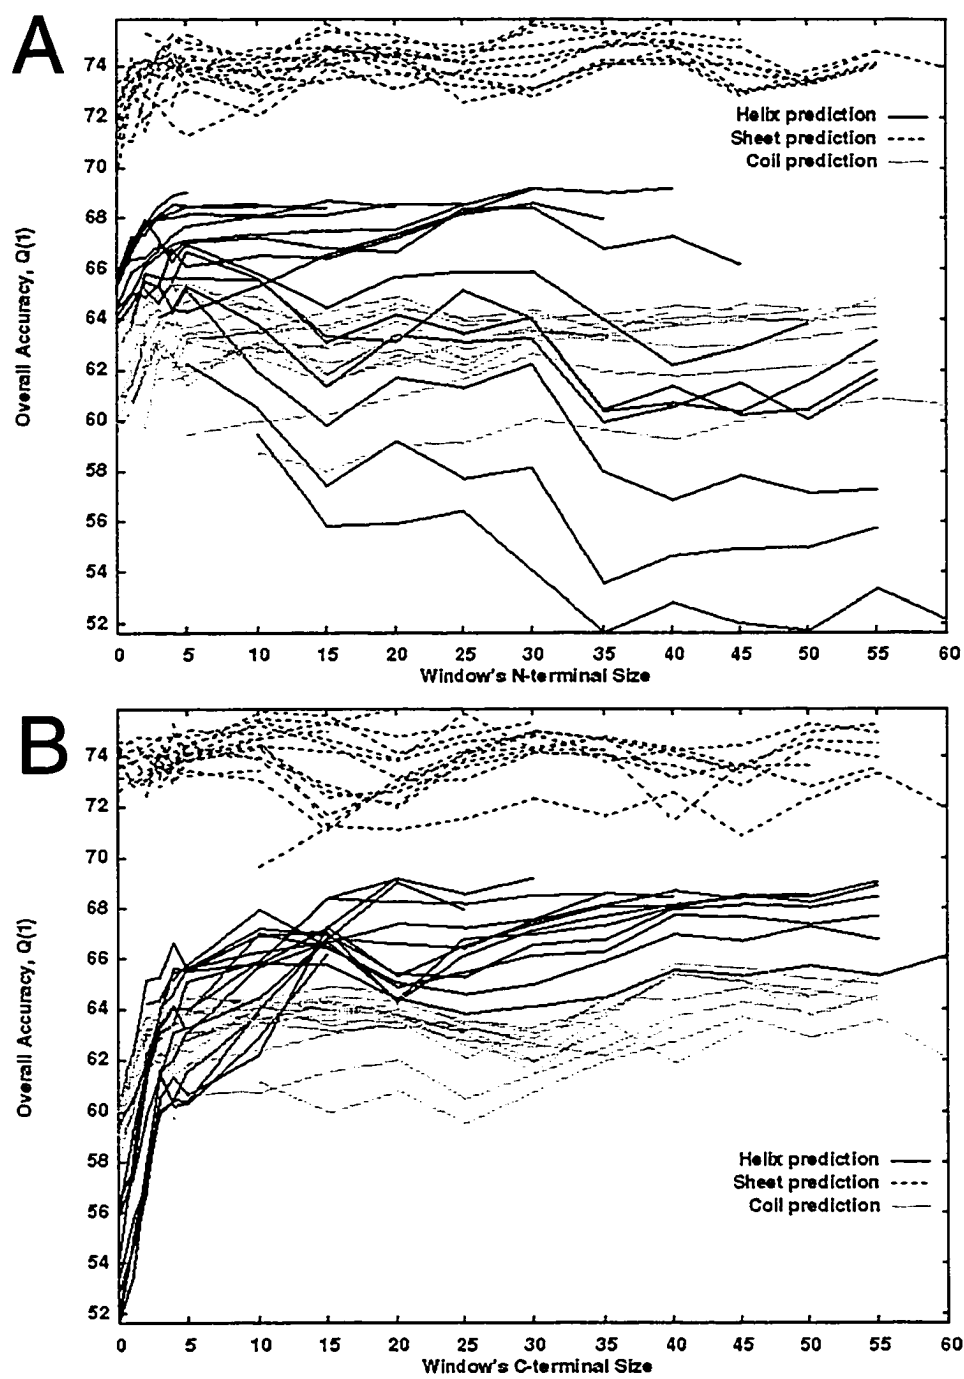 A
74
72
70
68
66
64
62
60
58
56
54
52
Overall Accuracy, Q(1)
Helix prediction
Sheet prediction
Coil prediction
0 5 10 15 20 25 30 35 40 45 50 55 60
Window's N-terminal Size
B
74
72
70
68
66
64
62
60
58
56
54
52
Overall Accuracy, Q(1)
Helix prediction
Sheet prediction
Coil prediction
0 5 10 15 20 25 30 35 40 45 50 55 60
Window's C-terminal Size